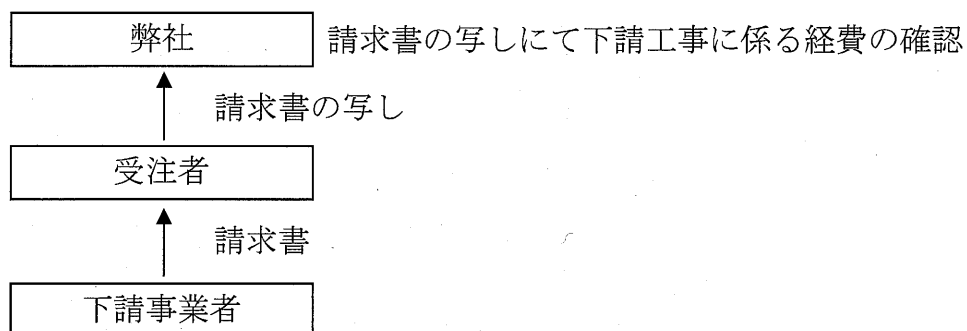 弊社
請求書の写しにて下請工事に係る経費の確認
請求書の写し
受注者
請求書
下請事業者